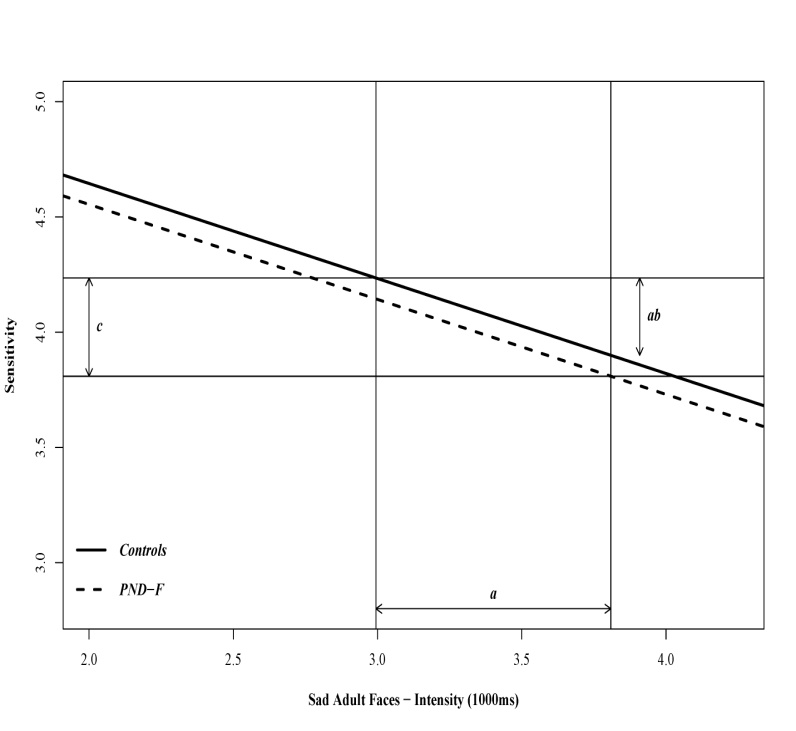 5.0
4.5
4.0
3.5
3.0
Sensitivity
c
ab
a
Controls
PND−F
2.0 2.5 3.0 3.5 4.0
Sad Adult Faces − Intensity (1000ms)